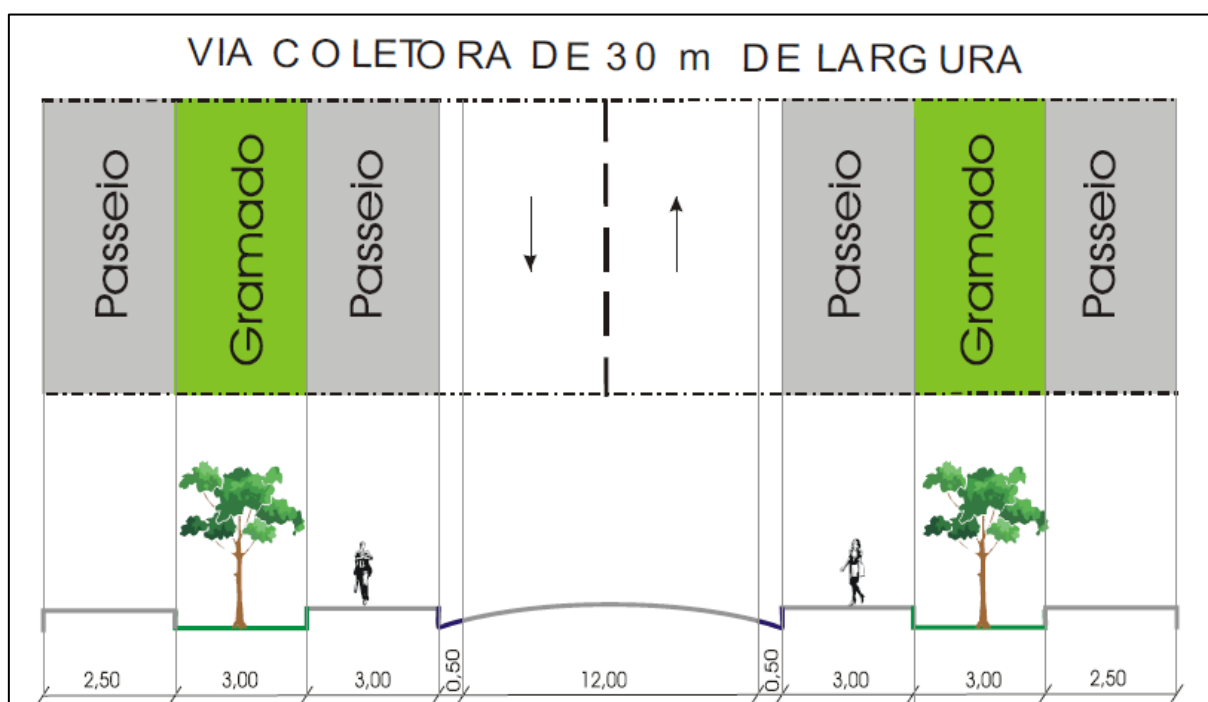 VIA COLETORA DE 30 m DE LARGURA
Passeio
Gramado
Passeio
Passeio
Gramado
Passeio
2,50
3,00
3,00
0,50
12,00
0,50
3,00
3,00
2,50